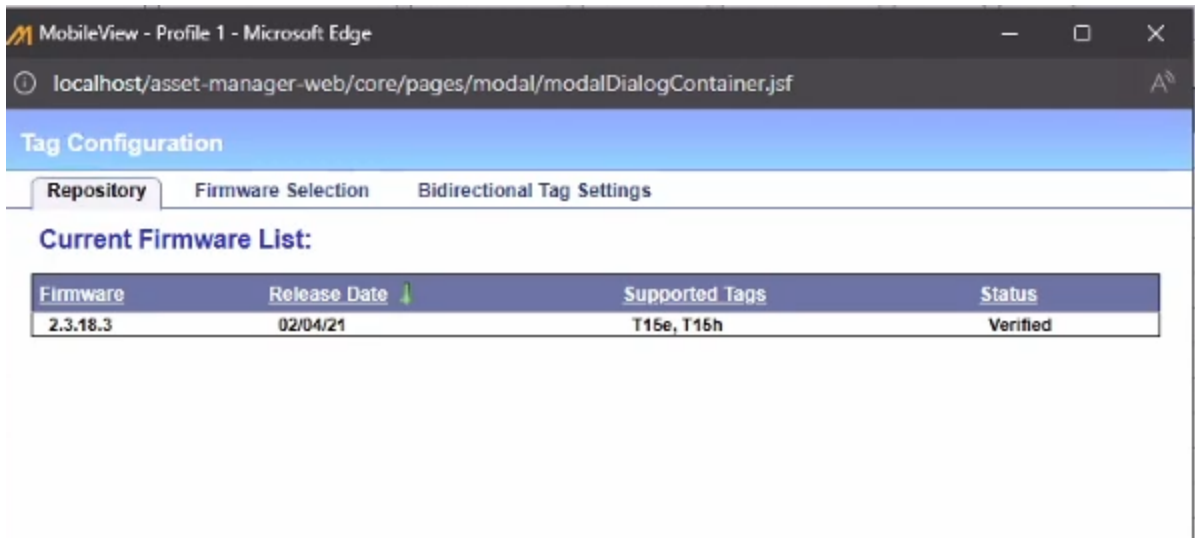 MobileView - Profile 1 - Microsoft Edge
localhost/asset-manager-web/core/pages/modal/modalDialogContainer.jsf
Tag Configuration
Repository Firmware Selection Bidirectional Tag Settings
Current Firmware List:
Firmware Release Date Supported Tags Status
2.3.18.3 02/04/21 T15e, T15h Verified